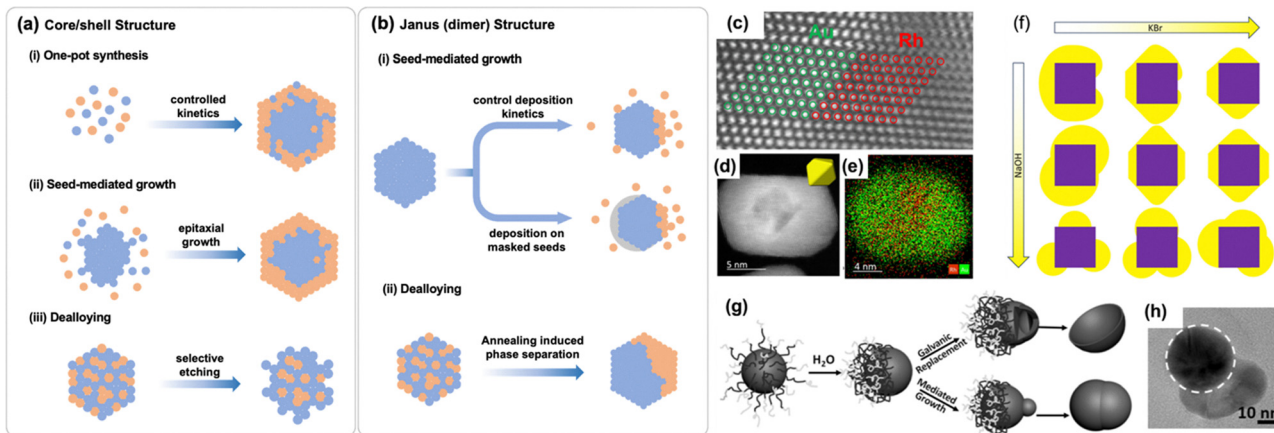 (a) Core/shell Structure
(i) One-pot synthesis
controlled
kinetics
(ii) Seed-mediated growth
epitaxial
growth
(iii) Dealloying
selective
etching
(b) Janus (dimer) Structure
(i) Seed-mediated growth
control deposition
kinetics
deposition on
masked seeds
(ii) Dealloying
Annealing induced
phase separation
(c)
Au
Rh
(d)
5 nm
(e)
4 nm
Rh
(f)
KBr
NaOH
(g)
H₂O
Galvanic
Replacement
Mediated
Growth
(h)
10 nm